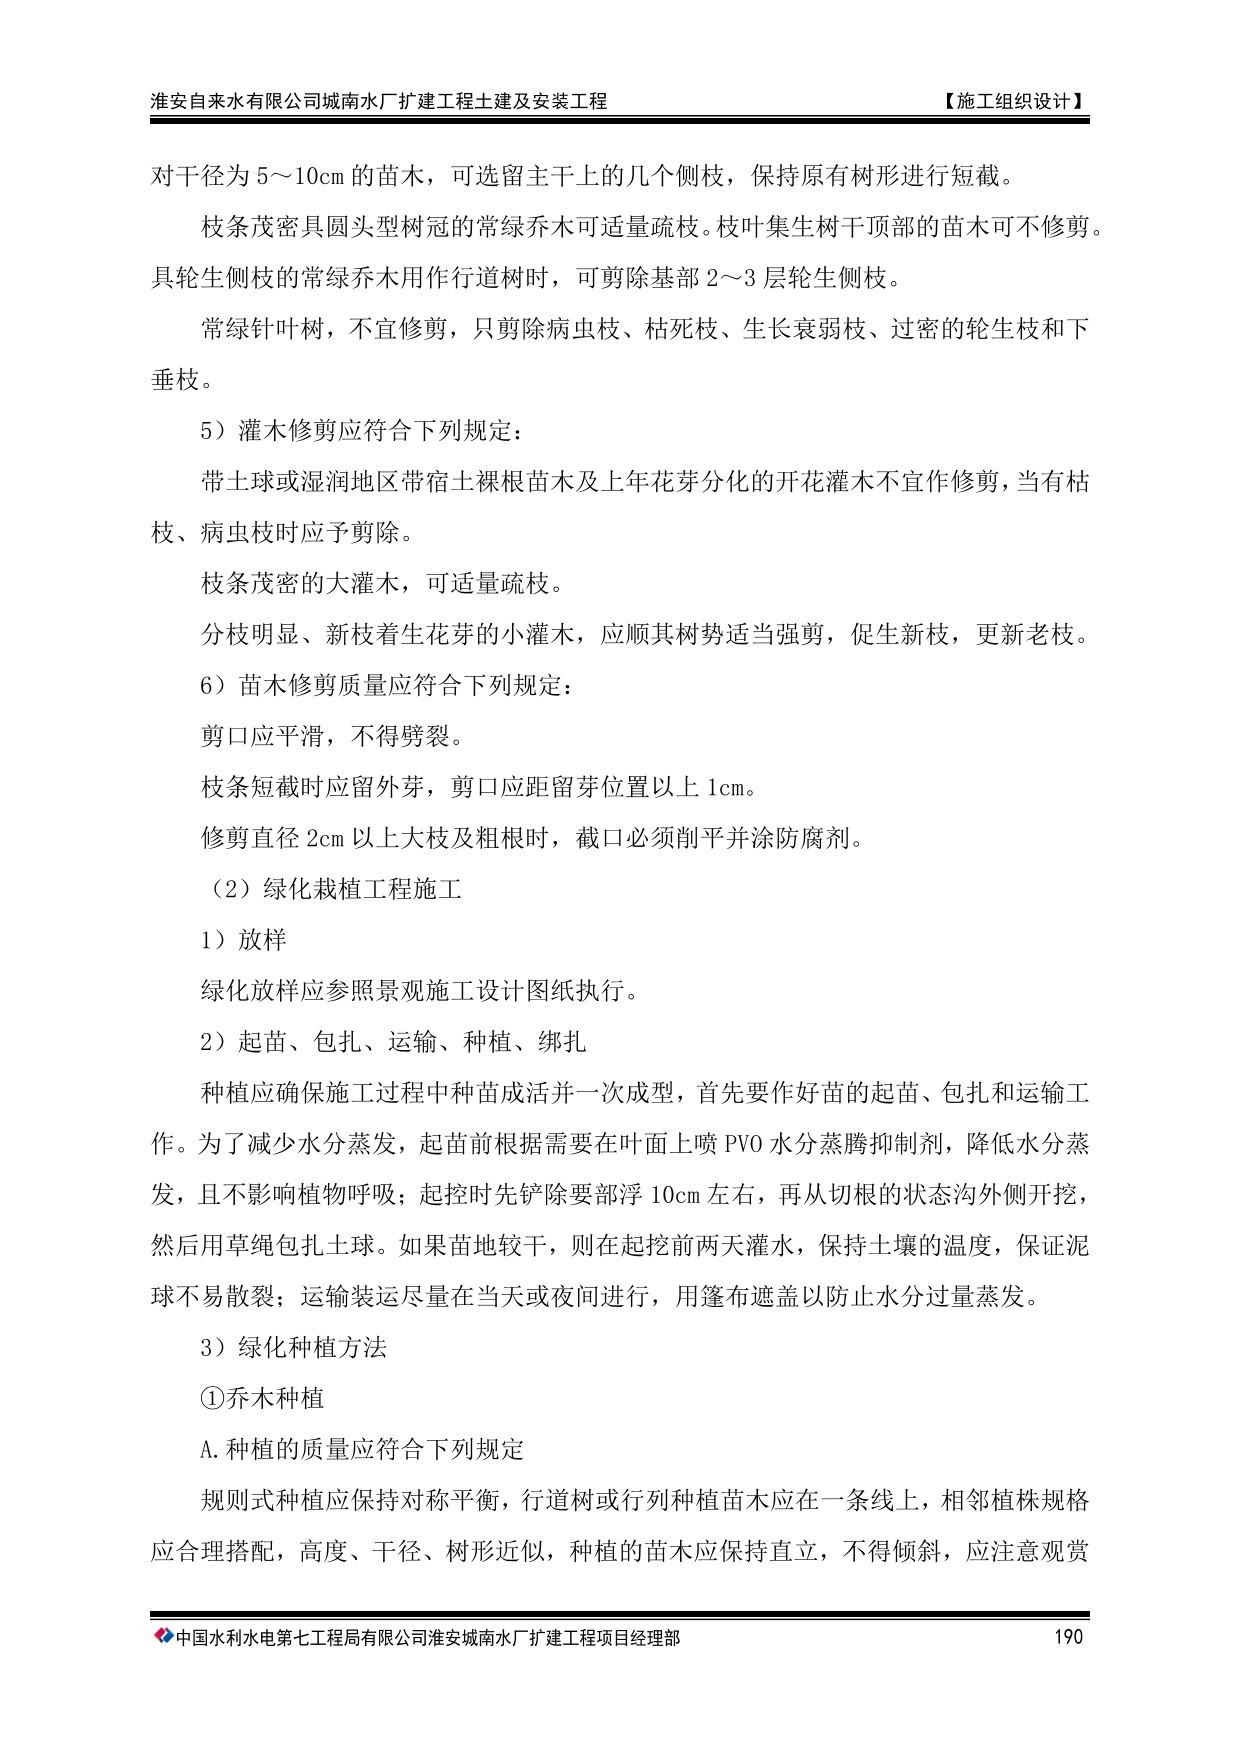 淮安自来水有限公司城南水厂扩建工程土建及安装工程 【施工组织设计】
对干径为 5～10cm 的苗木，可选留主干上的几个侧枝，保持原有树形进行短截。
枝条茂密具圆头型树冠的常绿乔木可适量疏枝。枝叶集生树干顶部的苗木可不修剪。
具轮生侧枝的常绿乔木用作行道树时，可剪除基部 2～3 层轮生侧枝。
常绿针叶树，不宜修剪，只剪除病虫枝、枯死枝、生长衰弱枝、过密的轮生枝和下
垂枝。
5）灌木修剪应符合下列规定：
带土球或湿润地区带宿土裸根苗木及上年花芽分化的开花灌木不宜作修剪，当有枯
枝、病虫枝时应予剪除。
枝条茂密的大灌木，可适量疏枝。
分枝明显、新枝着生花芽的小灌木，应顺其树势适当强剪，促生新枝，更新老枝。
6）苗木修剪质量应符合下列规定：
剪口应平滑，不得劈裂。
枝条短截时应留外芽，剪口应距留芽位置以上 1cm。
修剪直径 2cm 以上大枝及粗根时，截口必须削平并涂防腐剂。
（2）绿化栽植工程施工
1）放样
绿化放样应参照景观施工设计图纸执行。
2）起苗、包扎、运输、种植、绑扎
种植应确保施工过程中种苗成活并一次成型，首先要作好苗的起苗、包扎和运输工
作。为了减少水分蒸发，起苗前根据需要在叶面上喷 PVO 水分蒸腾抑制剂，降低水分蒸
发，且不影响植物呼吸；起控时先铲除要部浮 10cm 左右，再从切根的状态沟外侧开挖，
然后用草绳包扎土球。如果苗地较干，则在起挖前两天灌水，保持土壤的温度，保证泥
球不易散裂；运输装运尽量在当天或夜间进行，用篷布遮盖以防止水分过量蒸发。
3）绿化种植方法
①乔木种植
A.种植的质量应符合下列规定
规则式种植应保持对称平衡，行道树或行列种植苗木应在一条线上，相邻植株规格
应合理搭配，高度、干径、树形近似，种植的苗木应保持直立，不得倾斜，应注意观赏
中国水利水电第七工程局有限公司淮安城南水厂扩建工程项目经理部 190